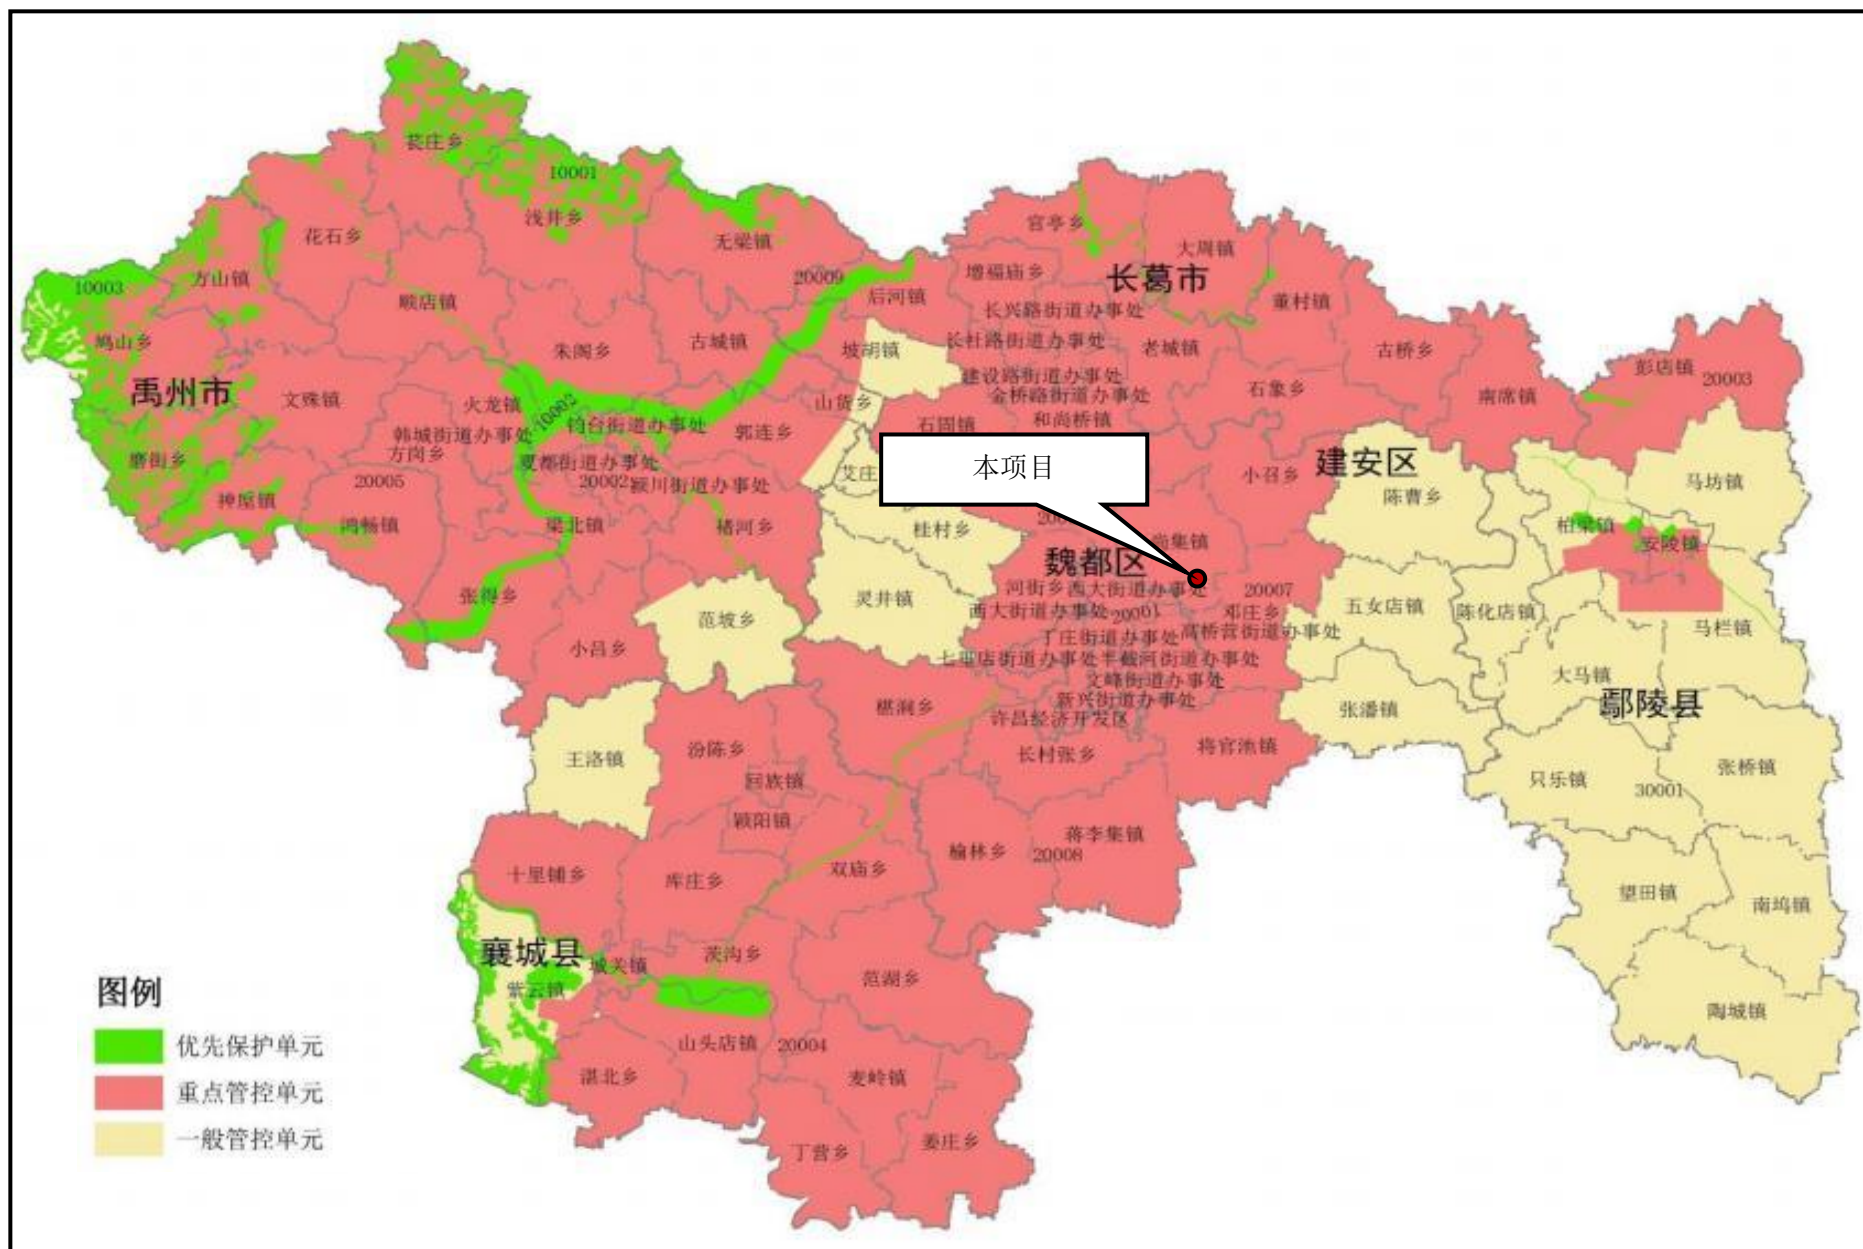 苌庄乡
10001
浅井乡
花石乡
无梁镇
官亭乡
大周镇
方山镇
10003
20009
后河镇
增福庙乡
长葛市
顺店镇
董村镇
长兴路街道办事处
鸠山乡
朱阁乡
古城镇
坡胡镇
长社路街道办事处
老城镇
古桥乡
彭店镇
20003
禹州市
建设路街道办事处
文殊镇
火龙镇
10002
山货乡
金桥路街道办事处
石象乡
南席镇
钧台街道办事处
石固镇
和尚桥镇
韩城街道办事处
郭连乡
方岗乡
磨街乡
夏都街道办事处
艾庄
本项目
小召乡
建安区
20005
20002
颍川街道办事处
陈曹乡
马坊镇
神垕镇
鸿畅镇
梁北镇
褚河乡
桂村乡
尚集镇
柏梁镇
安陵镇
魏都区
张得乡
灵井镇
河街乡
西大街道办事处
20007
五女店镇
陈化店镇
范坡乡
西大街道办事处
20001
邓庄乡
马栏镇
小吕乡
丁庄街道办事处
高桥营街道办事处
七里店街道办事处
半截河街道办事处
大马镇
文峰街道办事处
鄢陵县
椹涧乡
新兴街道办事处
许昌经济开发区
张潘镇
王洛镇
汾陈乡
长村张乡
将官池镇
回族镇
只乐镇
张桥镇
30001
颖阳镇
蒋李集镇
榆林乡
20008
十里铺乡
库庄乡
双庙乡
望田镇
南坞镇
襄城县
城关镇
茨沟乡
范湖乡
紫云镇
陶城镇
山头店镇
20004
湛北乡
麦岭镇
丁营乡
姜庄乡
图例
优先保护单元
重点管控单元
一般管控单元